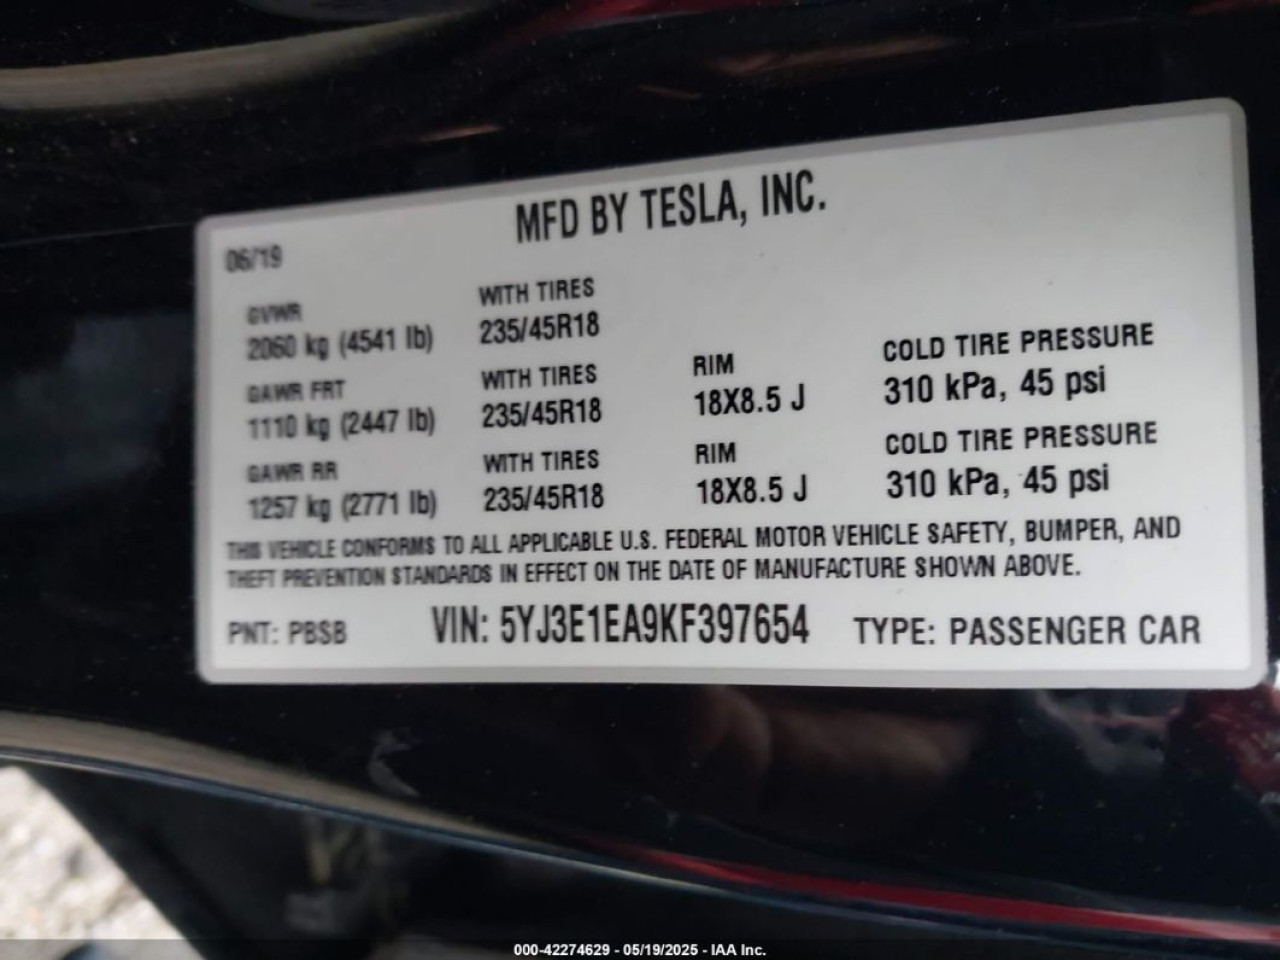 MFD BY TESLA, INC.
06/19
GVWR WITH TIRES
2060 kg (4541 lb) 235/45R18
GAWR FRT WITH TIRES RIM COLD TIRE PRESSURE
1110 kg (2447 lb) 235/45R18 18X8.5 J 310 kPa, 45 psi
GAWR RR WITH TIRES RIM COLD TIRE PRESSURE
1257 kg (2771 lb) 235/45R18 18X8.5 J 310 kPa, 45 psi
THIS VEHICLE CONFORMS TO ALL APPLICABLE U.S. FEDERAL MOTOR VEHICLE SAFETY, BUMPER, AND
THEFT PREVENTION STANDARDS IN EFFECT ON THE DATE OF MANUFACTURE SHOWN ABOVE.
PNT: PBSB VIN: 5YJ3E1EA9KF397654 TYPE: PASSENGER CAR
000-42274629 - 05/19/2025 - IAA Inc.